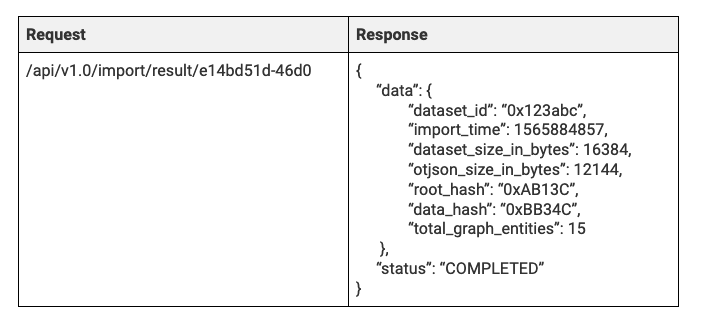 Request
Response
/api/v1.0/import/result/e14bd51d-46d0
{
“data”: {
“dataset_id”: “0x123abc”,
“import_time”: 1565884857,
“dataset_size_in_bytes”: 16384,
“otjson_size_in_bytes”: 12144,
“root_hash”: “0xAB13C”,
“data_hash”: “0xBB34C”,
“total_graph_entities”: 15
},
“status”: “COMPLETED”
}